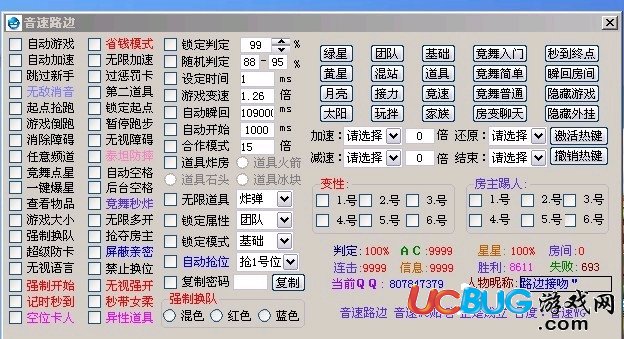 音速路边
自动游戏 省钱模式 锁定判定 99 % 绿星 团队 基础 竞舞入门 秒到终点
自动加速 无限加速 随机判定 88 - 95 % 黄星 混站 道具 竞舞简单 瞬回房间
跳过新手 过惩罚卡 设定时间 1 ms 月亮 接力 竞速 竞舞普通 隐藏游戏
无敌消音 第二道具 游戏变速 1.26 倍 太阳 玩拌 家族 房变聊天 隐藏外挂
起点抢跑 锁定起点 自动瞬回 109000 ms
游戏倒跑 暂停跑步 自动开始 1000 ms 加速: 请选择 0 倍 还原: 请选择 激活热键
消除障碍 无视障碍 合作模式 15 倍 减速: 请选择 0 倍 结束: 请选择 撤销热键
任意频道 泰坦防摔 道具炸房 道具火箭
竞舞点星 自动空格 道具石头 道具冰块 变性: 房主踢人:
一键爆星 后台空格 无限道具 炸弹 1.号 2.号 3.号 1.号 2.号 3.号
查看物品 竞舞秒炸 锁定属性 团队 4.号 5.号 6.号 4.号 5.号 6.号
游戏大小 无限多开 锁定模式 基础
强制换队 抢夺房主 自动抢位 抢1号位 判定: 100% AC:9999 星星: 100% 房间:0
超级防卡 屏蔽亲密 复制密码 复制 连击:9999 信息:9999 胜利: 8611 失败: 693
无视语言 禁止换位 强制换队 当前QQ: 807847379 人物昵称: 路边接吻"
强制开始 无视强开 混色 红色 蓝色
记时秒到 秒带女柔 音速路边
空位卡人 异性道具
UCBUG游戏网
.com